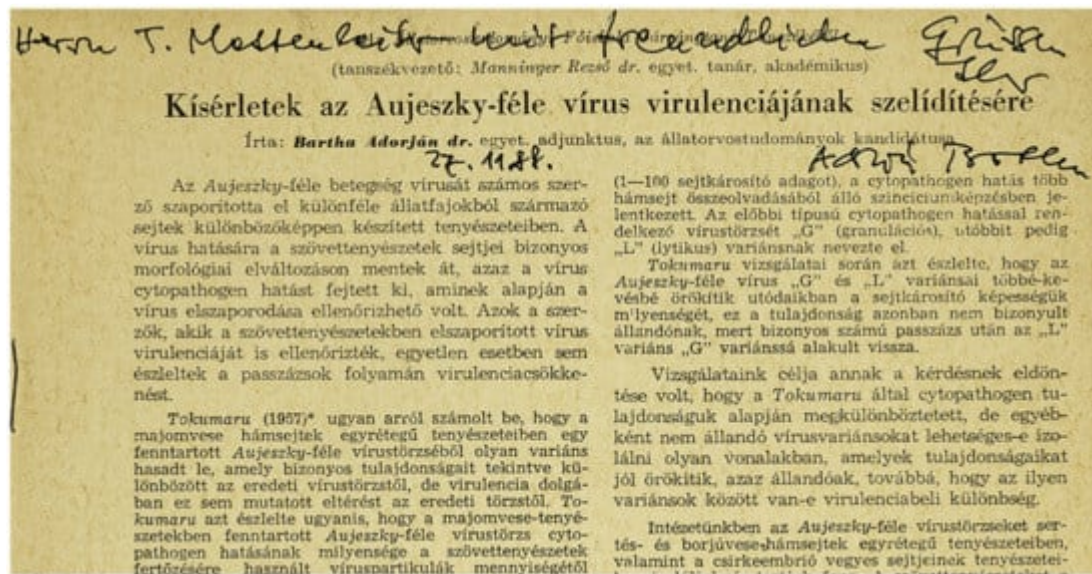 Herrn T. Mettenleiter mit freundlichen Grüssen
Ihr
(tanszékvezető: Manninger Rezső dr. egyet. tanár, akadémikus)
Kísérletek az Aujeszky-féle vírus virulenciájának szelídítésére
Írta: Bartha Adorján dr. egyet. adjunktus, az állatorvostudományok kandidátusa
27. 11. 88.
Az Aujeszky-féle betegség vírusát számos szer-
ző szaporította el különféle állatfajokból származó
sejtek különbözőképpen készített tenyészeteiben. A
vírus hatására a szövettenyészetek sejtjei bizonyos
morfológiai elváltozáson mentek át, azaz a vírus
cytopathogen hatást fejtett ki, aminek alapján a
vírus elszaporodása ellenőrizhető volt. Azok a szer-
zők, akik a szövettenyészetekben elszaporított vírus
virulenciáját is ellenőrizték, egyetlen esetben sem
észleltek a passzázsok folyamán virulenciacsökke-
nést.
Tokumaru (1957)* ugyan arról számolt be, hogy a
majomvese hámsejtek egyrétegű tenyészeteiben egy
fenntartott Aujeszky-féle vírustörzséből olyan variáns
hasadt le, amely bizonyos tulajdonságait tekintve kü-
lönbözött az eredeti vírustörzstől, de virulencia dolgá-
ban ez sem mutatott eltérést az eredeti törzstől. To-
kumaru azt észlelte ugyanis, hogy a majomvese-tenyé-
szetekben fenntartott Aujeszky-féle vírustörzs cyto-
pathogen hatásának milyensége a szövettenyészetek
fertőzésére használt víruspartikulák mennyiségétől
Adorján Bartha
(1—100 sejtkárosító adagot), a cytopathogen hatás több
hámsejt összeolvadásából álló szincíciumképzésben je-
lentkezett. Az előbbi típusú cytopathogen hatással ren-
delkező vírustörzsét „G” (granulációs), utóbbit pedig
„L” (lytikus) variánsnak nevezte el.
Tokumaru vizsgálatai során azt észlelte, hogy az
Aujeszky-féle vírus „G” és „L” variánsai többé-ke-
vésbé örökítik utódaikban a sejtkárosító képességük
milyenségét, ez a tulajdonság azonban nem bizonyult
állandónak, mert bizonyos számú passzázs után az „L”
variáns „G” variánssá alakult vissza.
Vizsgálataink célja annak a kérdésnek eldön-
tése volt, hogy a Tokumaru által cytopathogen tu-
lajdonságuk alapján megkülönböztetett, de egyéb-
ként nem állandó vírusvariánsokat lehetséges-e izo-
lálni olyan vonalakban, amelyek tulajdonságaikat
jól örökítik, azaz állandóak, továbbá, hogy az ilyen
variánsok között van-e virulenciabeli különbség.
Intézetünkben az Aujeszky-féle vírustörzseket ser-
tés- és borjúvese-hámsejtek egyrétegű tenyészeteiben,
valamint a csirkeembrió vegyes sejtjeinek tenyészetei-